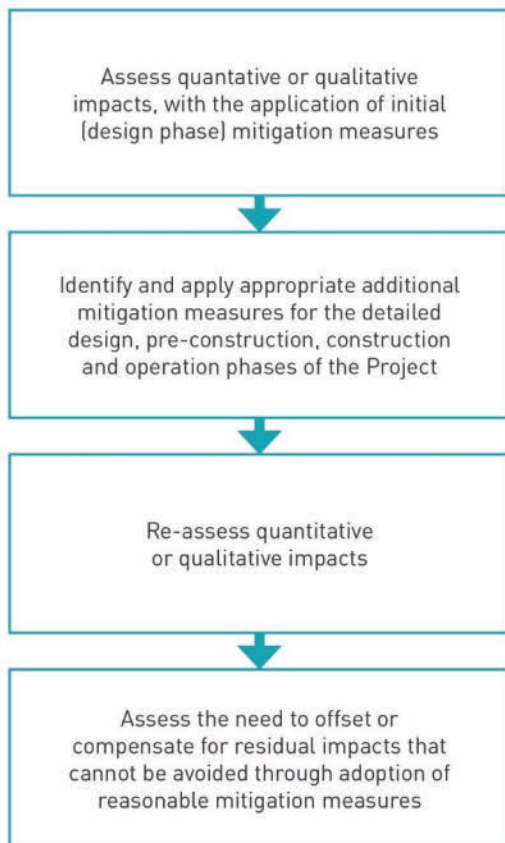 Assess quantative or qualitative
impacts, with the application of initial
(design phase) mitigation measures
Identify and apply appropriate additional
mitigation measures for the detailed
design, pre-construction, construction
and operation phases of the Project
Re-assess quantitative
or qualitative impacts
Assess the need to offset or
compensate for residual impacts that
cannot be avoided through adoption of
reasonable mitigation measures